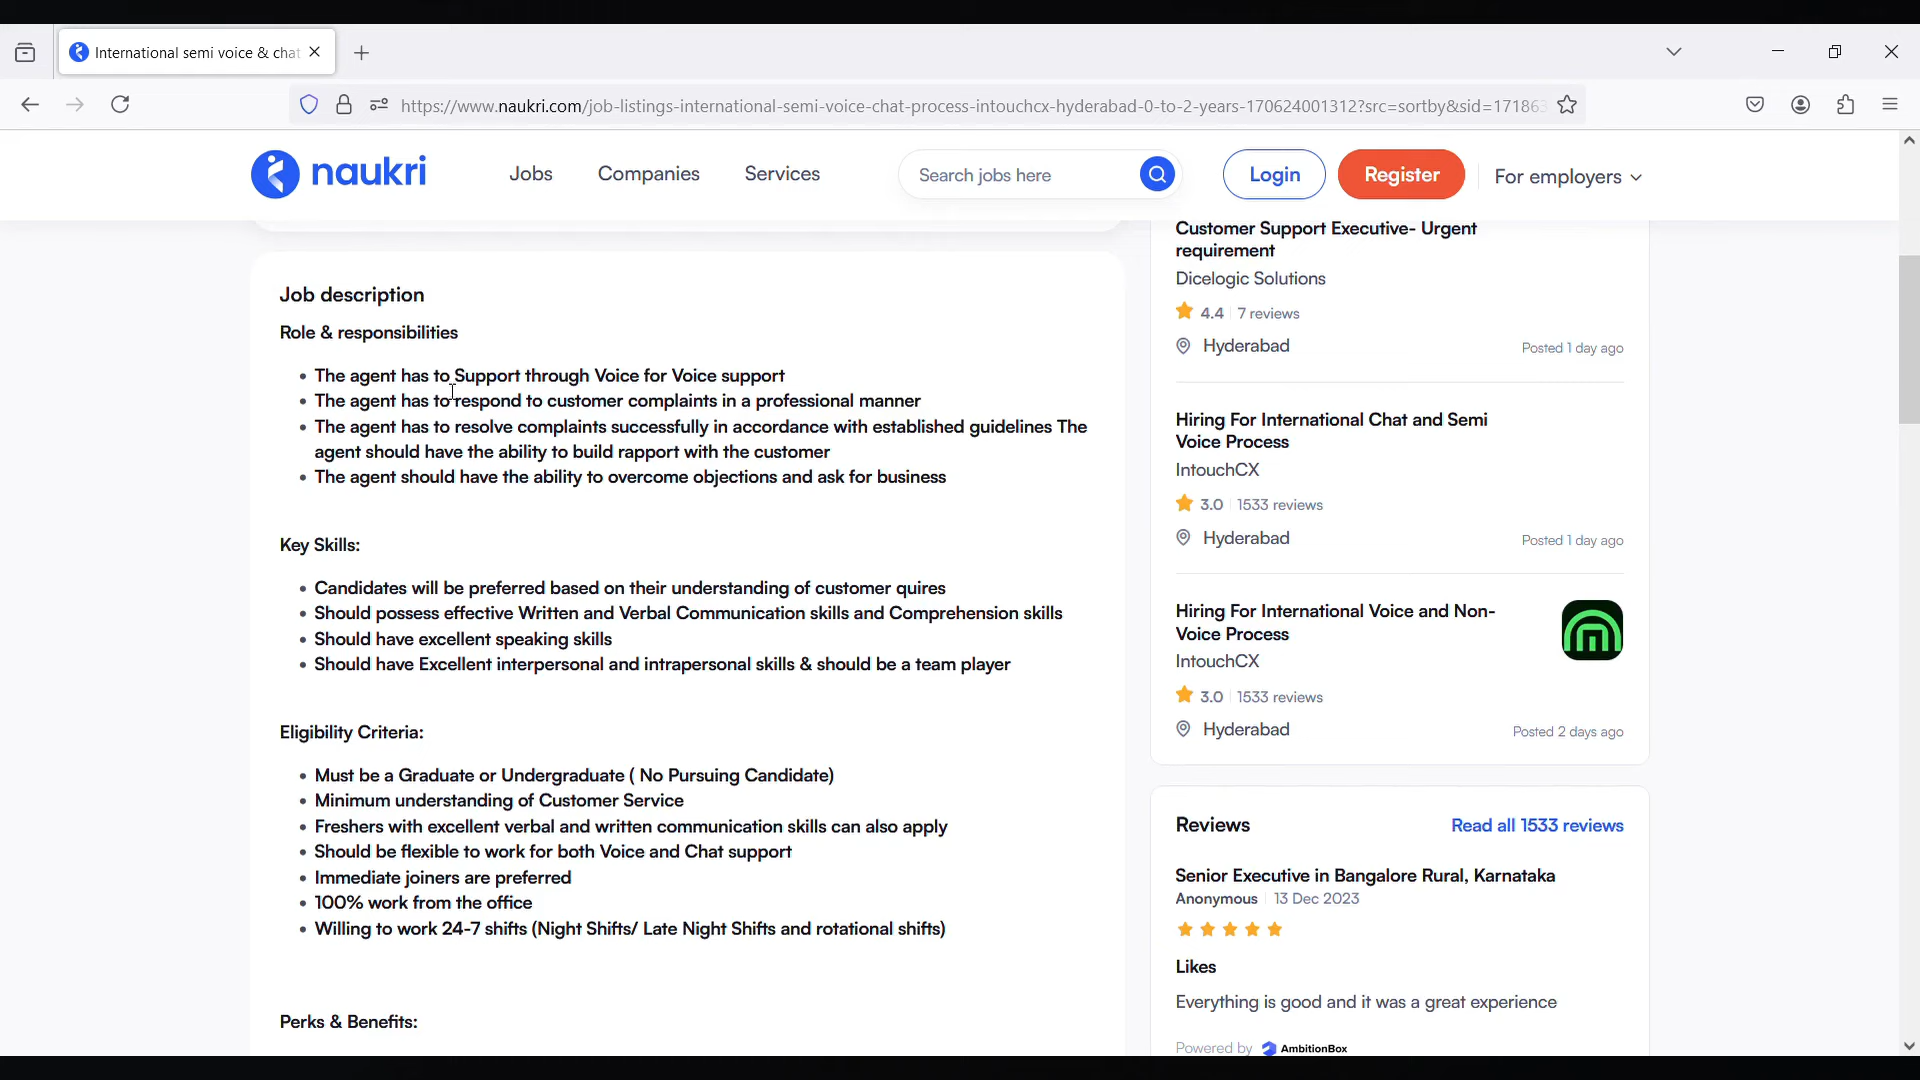 International semi voice & chat
https://www.naukri.com/job-listings-international-semi-voice-chat-process-intouchcx-hyderabad-0-to-2-years-170624001312?src=sortby&sid=171863
naukri
Jobs
Companies
Services
Search jobs here
Login
Register
For employers
Job description
Role & responsibilities
• The agent has to Support through Voice for Voice support
• The agent has to respond to customer complaints in a professional manner
• The agent has to resolve complaints successfully in accordance with established guidelines The
agent should have the ability to build rapport with the customer
• The agent should have the ability to overcome objections and ask for business
Key Skills:
• Candidates will be preferred based on their understanding of customer quires
• Should possess effective Written and Verbal Communication skills and Comprehension skills
• Should have excellent speaking skills
• Should have Excellent interpersonal and intrapersonal skills & should be a team player
Eligibility Criteria:
• Must be a Graduate or Undergraduate ( No Pursuing Candidate)
• Minimum understanding of Customer Service
• Freshers with excellent verbal and written communication skills can also apply
• Should be flexible to work for both Voice and Chat support
• Immediate joiners are preferred
• 100% work from the office
• Willing to work 24-7 shifts (Night Shifts/ Late Night Shifts and rotational shifts)
Perks & Benefits:
Customer Support Executive- Urgent
requirement
Dicelogic Solutions
4.4 | 7 reviews
Hyderabad
Posted 1 day ago
Hiring For International Chat and Semi
Voice Process
IntouchCX
3.0 | 1533 reviews
Hyderabad
Posted 1 day ago
Hiring For International Voice and Non-
Voice Process
IntouchCX
3.0 | 1533 reviews
Hyderabad
Posted 2 days ago
Reviews
Read all 1533 reviews
Senior Executive in Bangalore Rural, Karnataka
Anonymous | 13 Dec 2023
Likes
Everything is good and it was a great experience
Powered by AmbitionBox